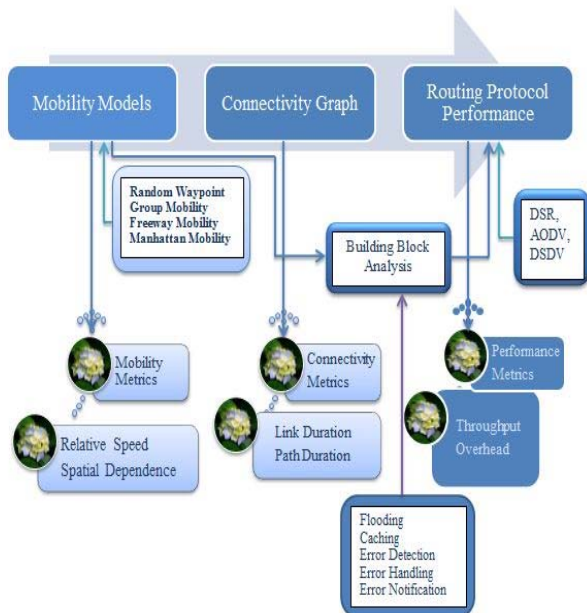 Mobility Models
Connectivity Graph
Routing Protocol
Performance
Random Waypoint
Group Mobility
Freeway Mobility
Manhattan Mobility
Building Block
Analysis
DSR,
AODV,
DSDV
Mobility
Metrics
Relative Speed
Spatial Dependence
Connectivity
Metrics
Link Duration
Path Duration
Performance
Metrics
Throughput
Overhead
Flooding
Caching
Error Detection
Error Handling
Error Notification